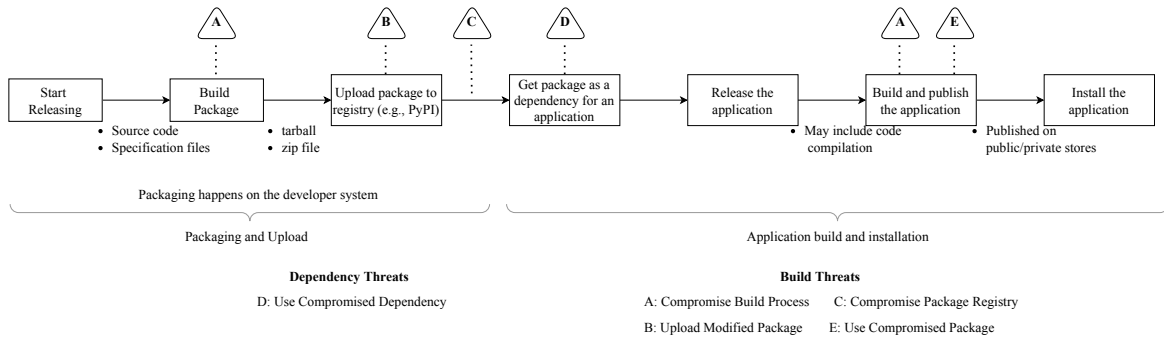 A
B
C
D
A
E
Start
Releasing
Build
Package
Upload package to
registry (e.g., PyPI)
Get package as a
dependency for an
application
Release the
application
Build and publish
the application
Install the
application
• Source code
• Specification files
• tarball
• zip file
• May include code
compilation
• Published on
public/private stores
Packaging happens on the developer system
Packaging and Upload
Application build and installation
Dependency Threats
D: Use Compromised Dependency
Build Threats
A: Compromise Build Process
C: Compromise Package Registry
B: Upload Modified Package
E: Use Compromised Package